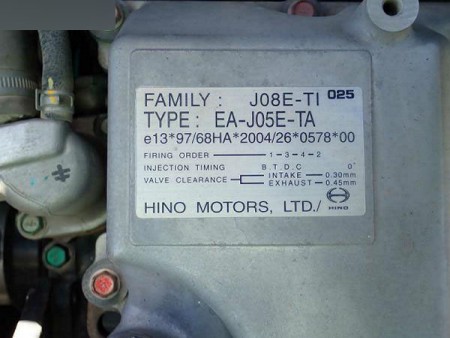 FAMILY : J08E-TI 025
TYPE : EA-J05E-TA
e13*97/68HA*2004/26*0578*00
FIRING ORDER 1-3-4-2
INJECTION TIMING B.T.D.C 0°
VALVE CLEARANCE INTAKE 0.30mm
EXHAUST 0.45mm
HINO MOTORS, LTD./ HINO